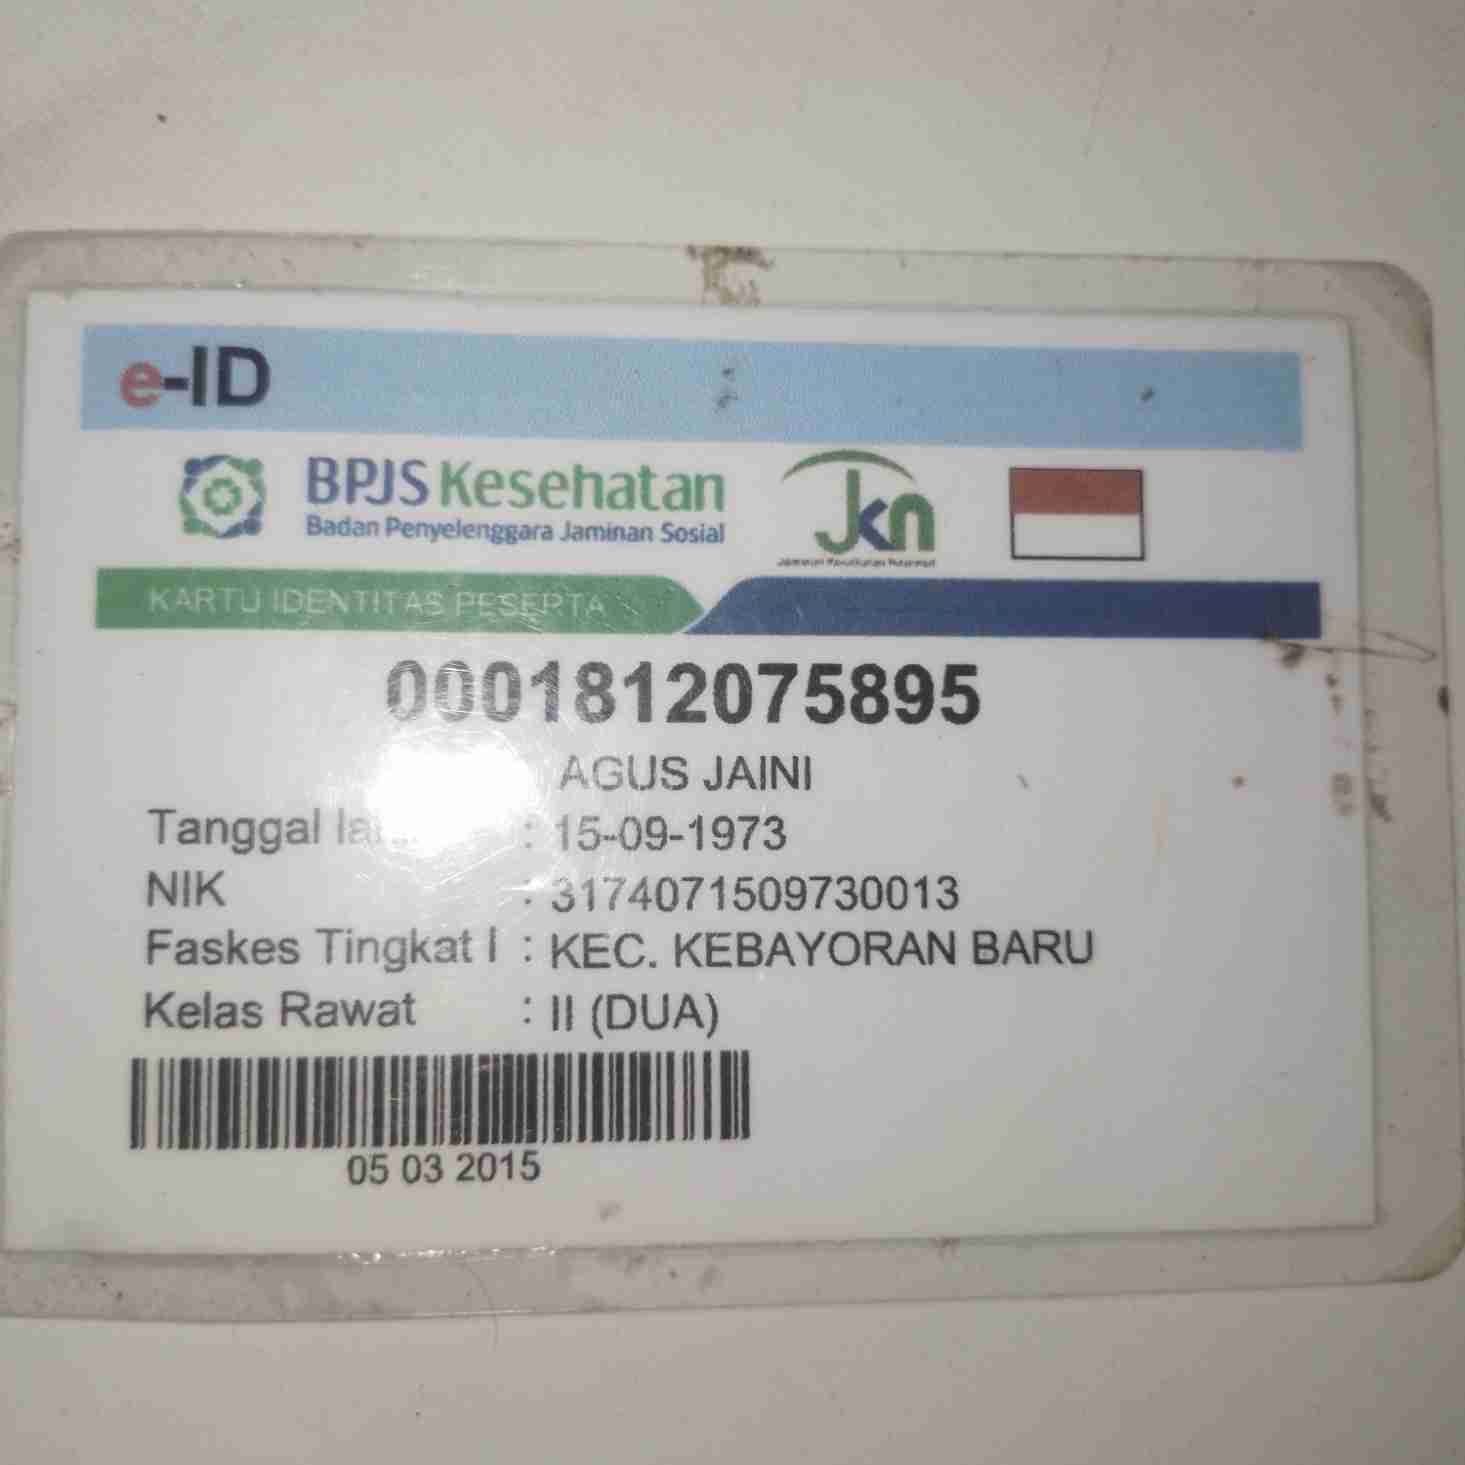 e-ID
BPJS Kesehatan
Badan Penyelenggara Jaminan Sosial
Jkn
KARTU IDENTITAS PESERTA
0001812075895
AGUS JAINI
Tanggal : 15-09-1973
NIK : 3174071509730013
Faskes Tingkat I : KEC. KEBAYORAN BARU
Kelas Rawat : II (DUA)
05 03 2015